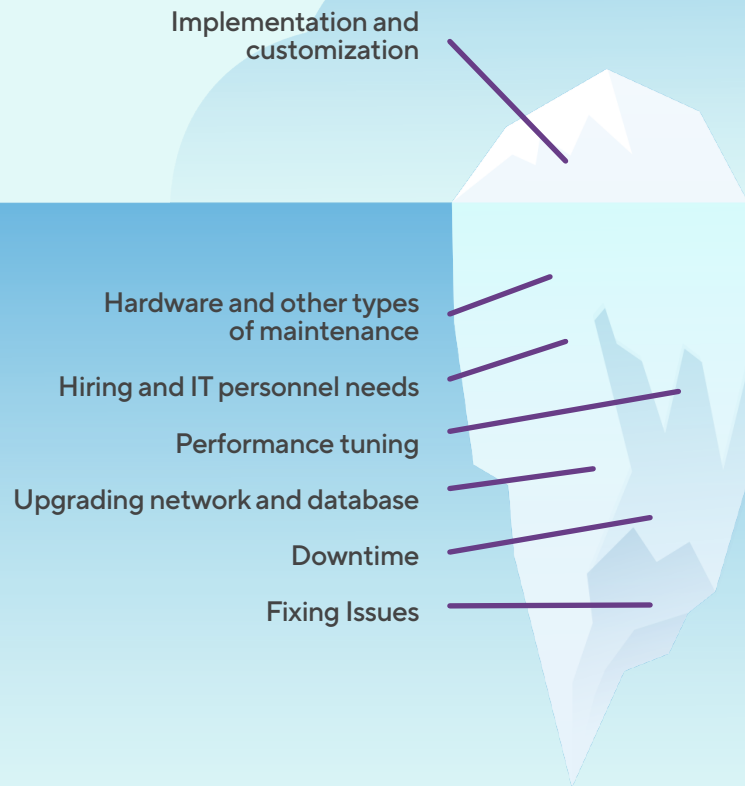 Implementation and
customization
Hardware and other types
of maintenance
Hiring and IT personnel needs
Performance tuning
Upgrading network and database
Downtime
Fixing Issues